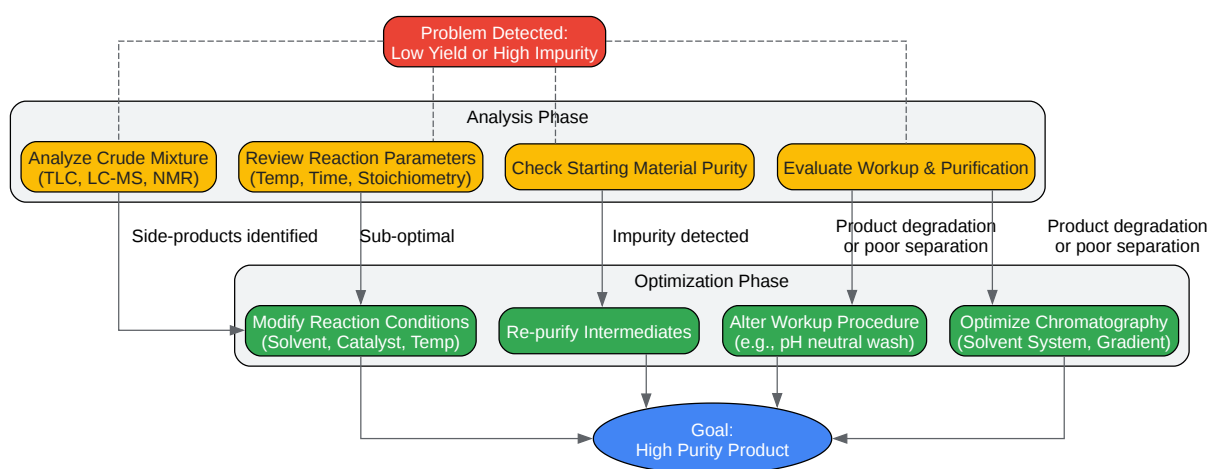 Problem Detected:
Low Yield or High Impurity
Analysis Phase
Analyze Crude Mixture
(TLC, LC-MS, NMR)
Review Reaction Parameters
(Temp, Time, Stoichiometry)
Check Starting Material Purity
Evaluate Workup & Purification
Side-products identified
Sub-optimal
Impurity detected
Product degradation
or poor separation
Product degradation
or poor separation
Optimization Phase
Modify Reaction Conditions
(Solvent, Catalyst, Temp)
Re-purify Intermediates
Alter Workup Procedure
(e.g., pH neutral wash)
Optimize Chromatography
(Solvent System, Gradient)
Goal:
High Purity Product